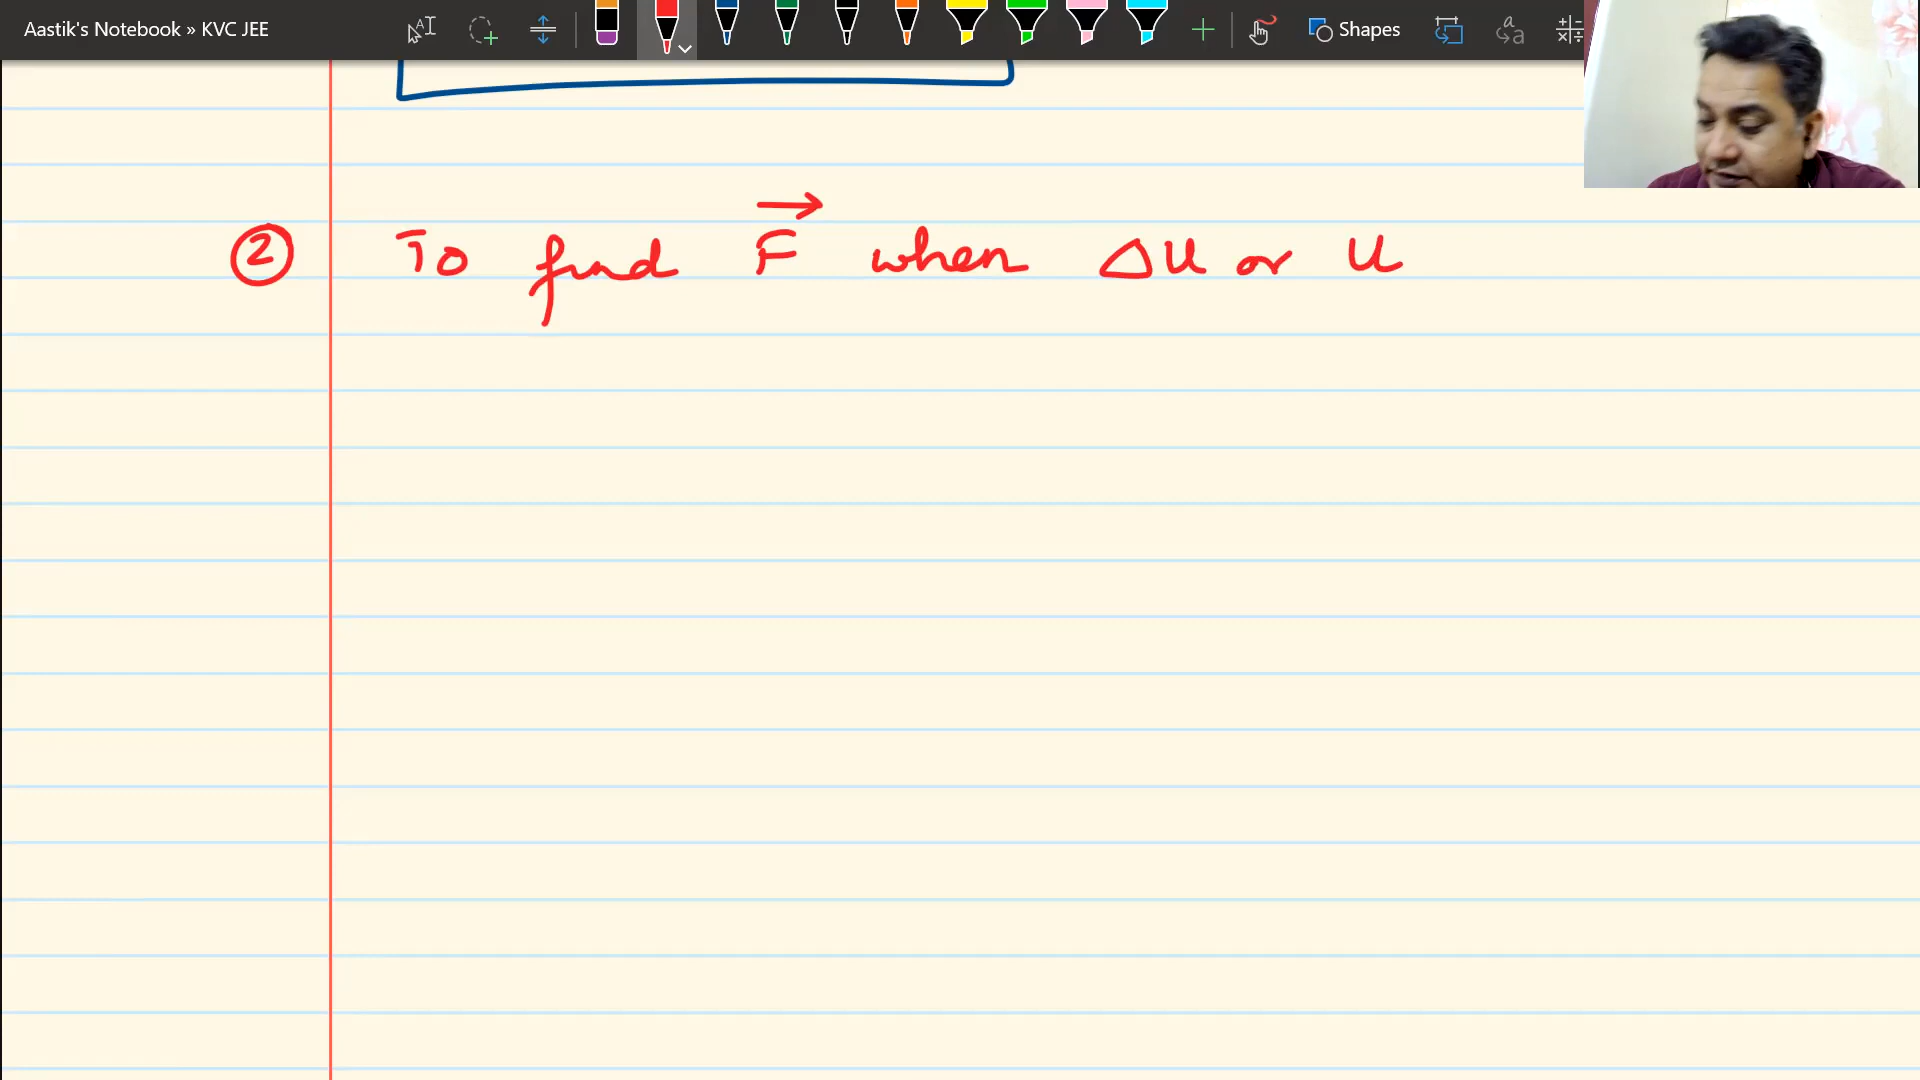 Aastik's Notebook » KVC JEE
Shapes
② To find F⃗ when ΔU or U